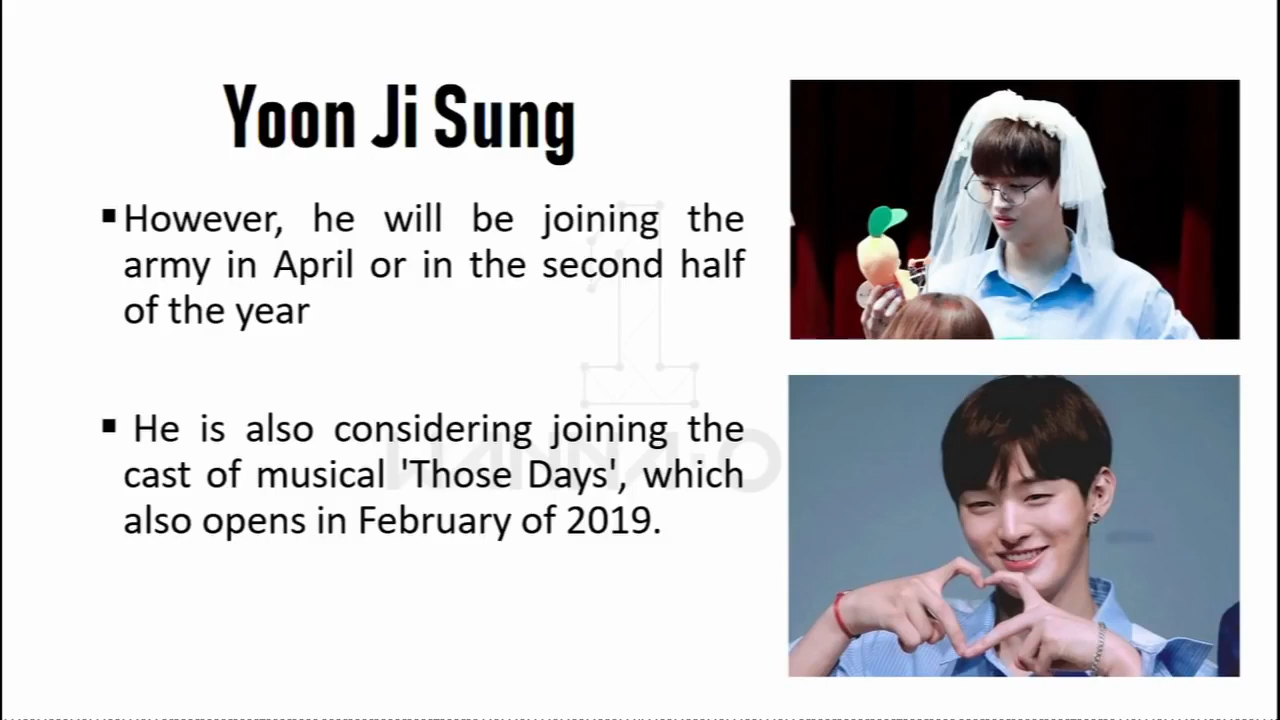 Yoon Ji Sung
▪However, he will be joining the
army in April or in the second half
of the year
▪ He is also considering joining the
cast of musical 'Those Days', which
also opens in February of 2019.
WANNA·O